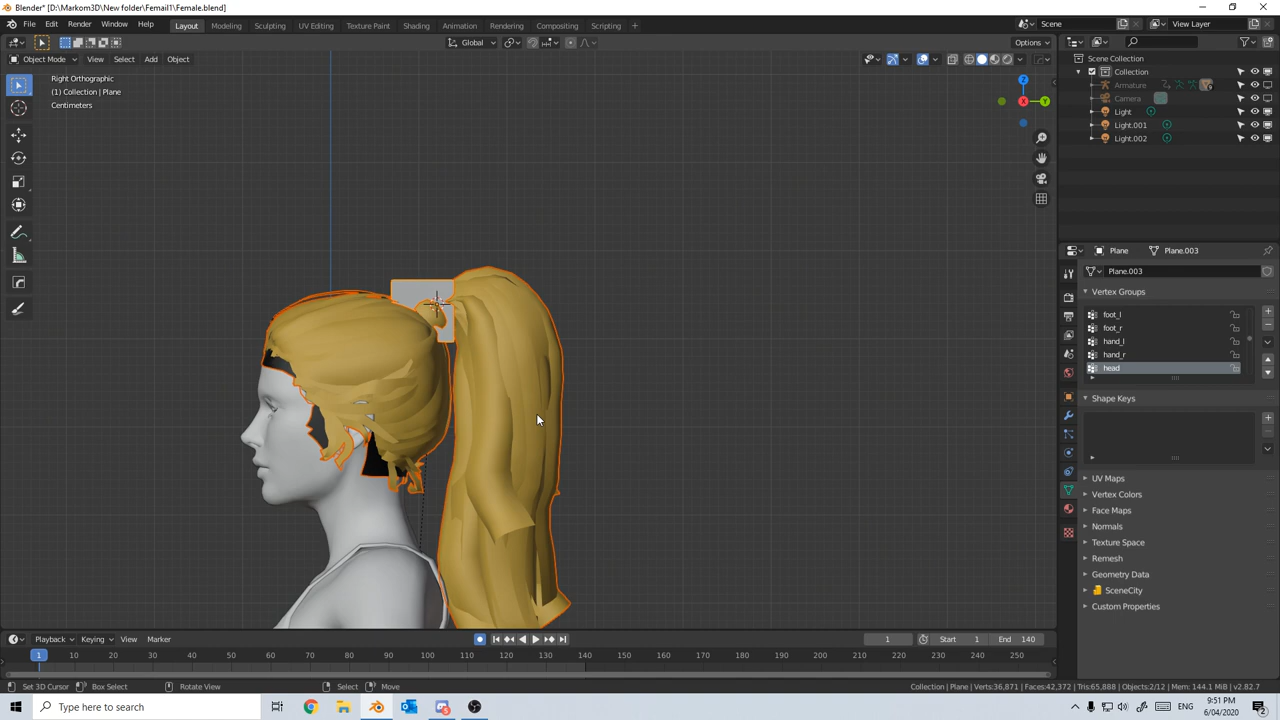 Blender* [D:\Markom3D\New folder\Femail1\Female.blend]
File Edit Render Window Help Layout Modeling Sculpting UV Editing Texture Paint Shading Animation Rendering Compositing Scripting + Scene View Layer
Global Options
Object Mode View Select Add Object
Right Orthographic
(1) Collection | Plane
Centimeters
Z
X
Y
Scene Collection
Collection
Armature
Camera
Light
Light.001
Light.002
Plane Plane.003
Plane.003
Vertex Groups
foot_l
foot_r
hand_l
hand_r
head
Shape Keys
UV Maps
Vertex Colors
Face Maps
Normals
Texture Space
Remesh
Geometry Data
SceneCity
Custom Properties
Playback Keying View Marker 1 Start 1 End 140
1 10 20 30 40 50 60 70 80 90 100 110 120 130 140 150 160 170 180 190 200 210 220 230 240 250
Set 3D Cursor Box Select Rotate View Select Move Collection | Plane | Verts:36,871 | Faces:42,372 | Tris:65,888 | Objects:2/12 | Mem: 144.1 MiB | v2.82.7
Type here to search
9:51 PM
6/04/2020